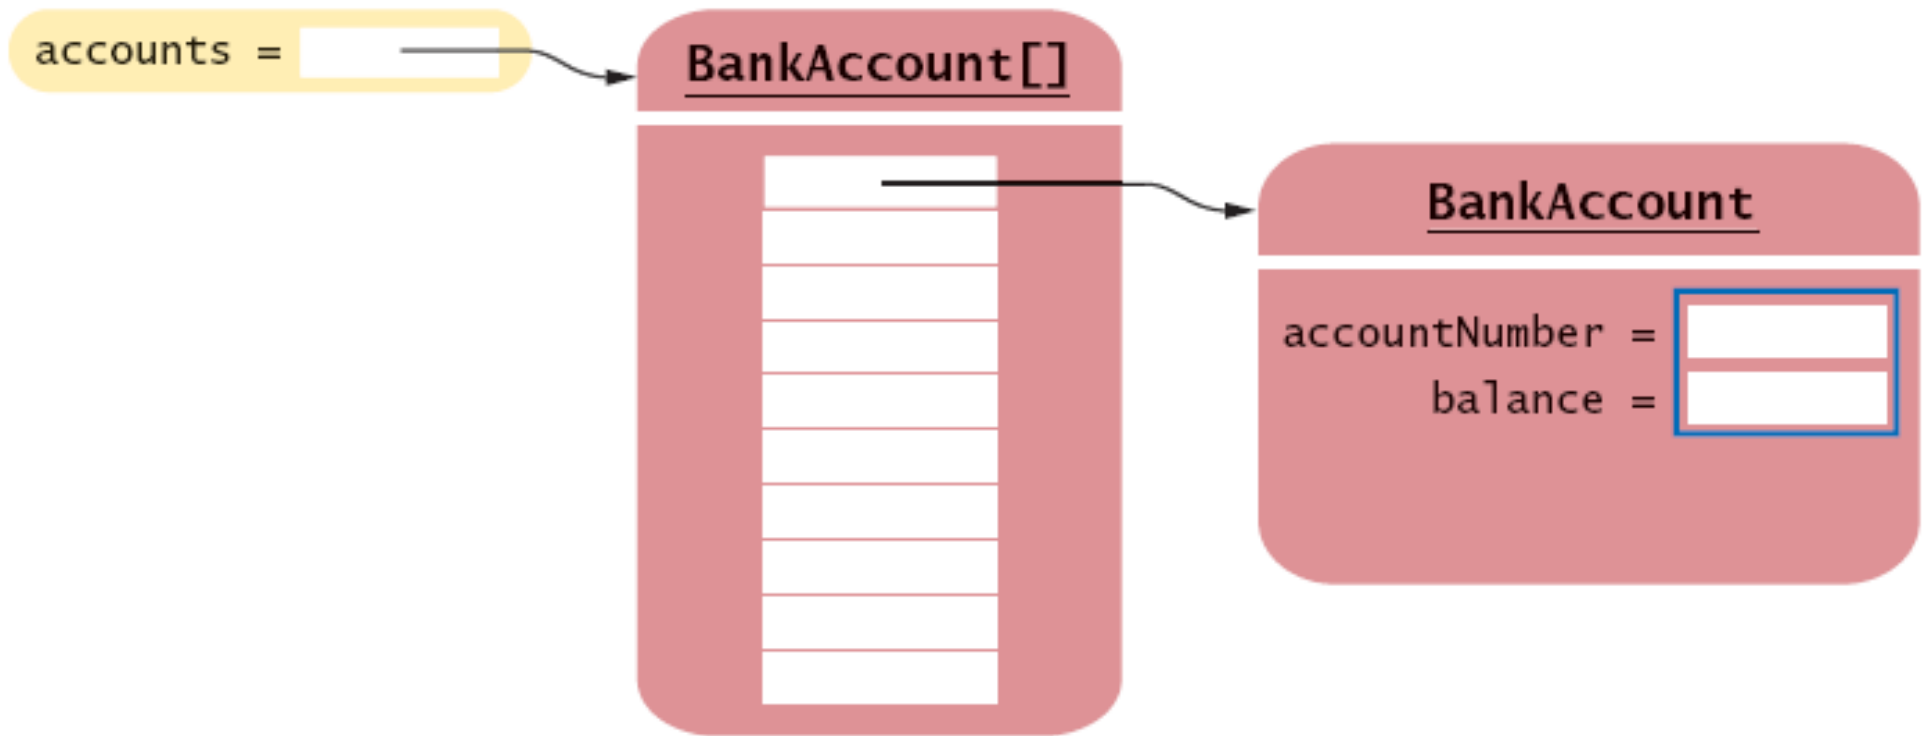 accounts =
BankAccount[]
BankAccount
accountNumber =
balance =